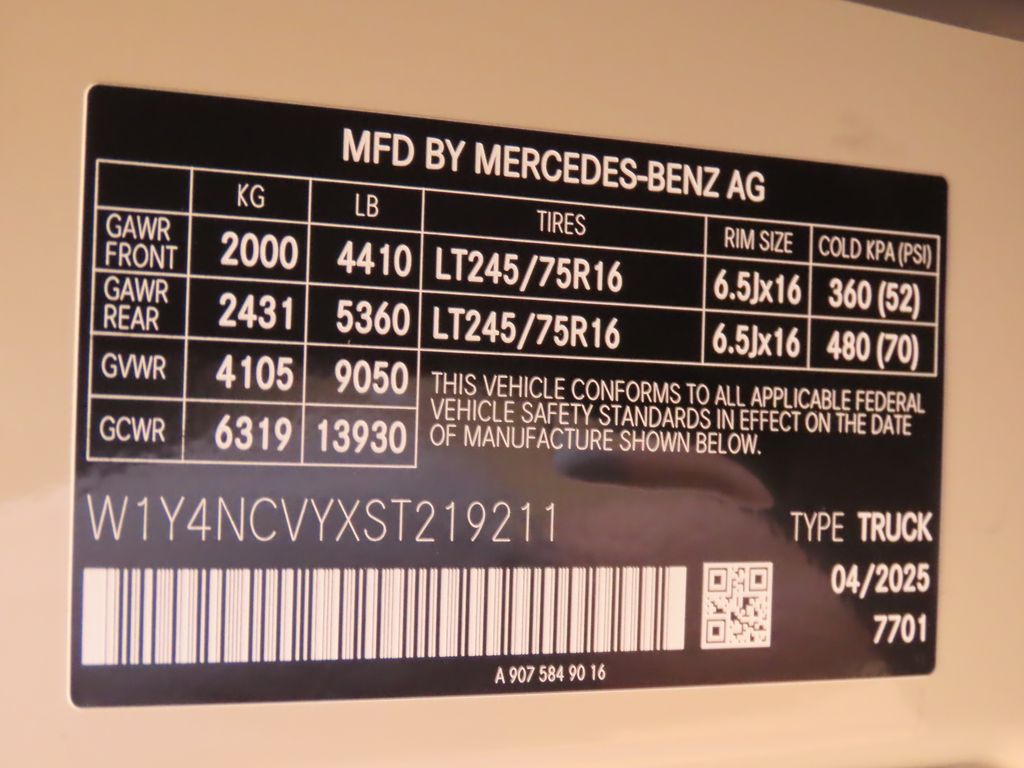 MFD BY MERCEDES-BENZ AG
KG LB TIRES RIM SIZE COLD KPA (PSI)
GAWR FRONT 2000 4410 LT245/75R16 6.5Jx16 360 (52)
GAWR REAR 2431 5360 LT245/75R16 6.5Jx16 480 (70)
GVWR 4105 9050
GCWR 6319 13930
THIS VEHICLE CONFORMS TO ALL APPLICABLE FEDERAL
VEHICLE SAFETY STANDARDS IN EFFECT ON THE DATE
OF MANUFACTURE SHOWN BELOW.
W1Y4NCVYXST219211
TYPE TRUCK
04/2025
7701
A 907 584 90 16